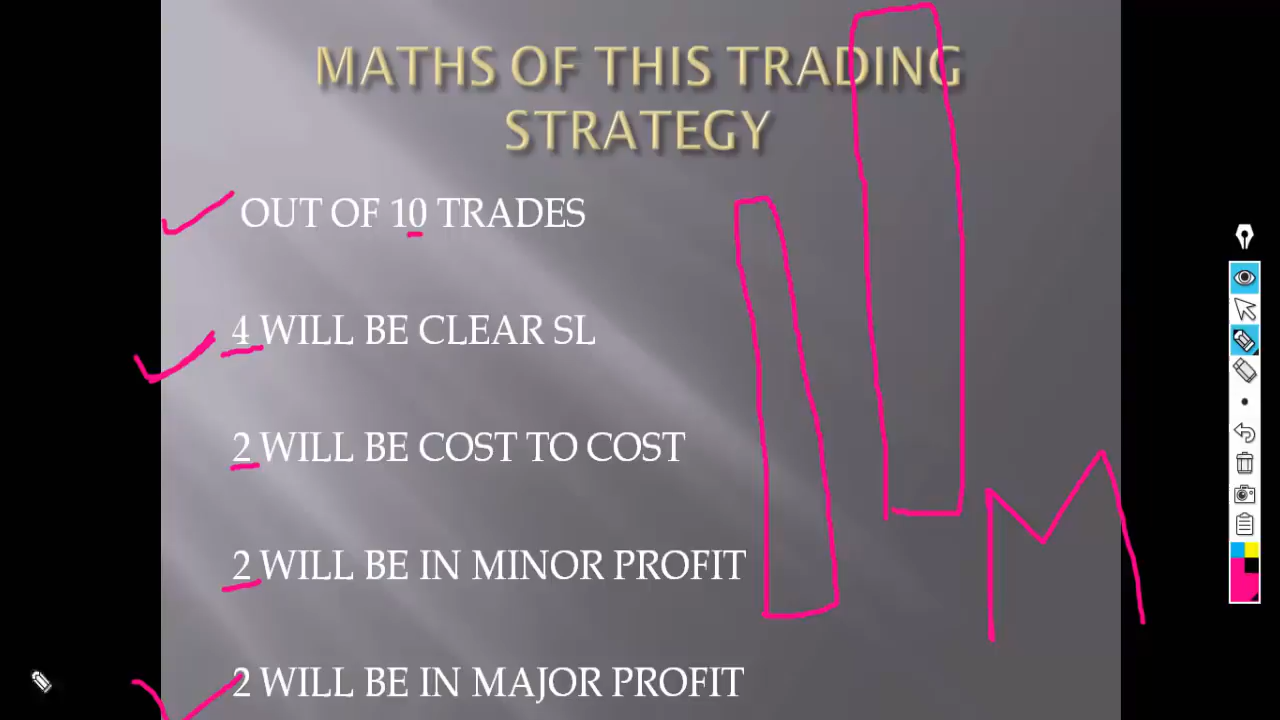 MATHS OF THIS TRADING
STRATEGY
OUT OF 10 TRADES
4 WILL BE CLEAR SL
2 WILL BE COST TO COST
2 WILL BE IN MINOR PROFIT
M
2 WILL BE IN MAJOR PROFIT